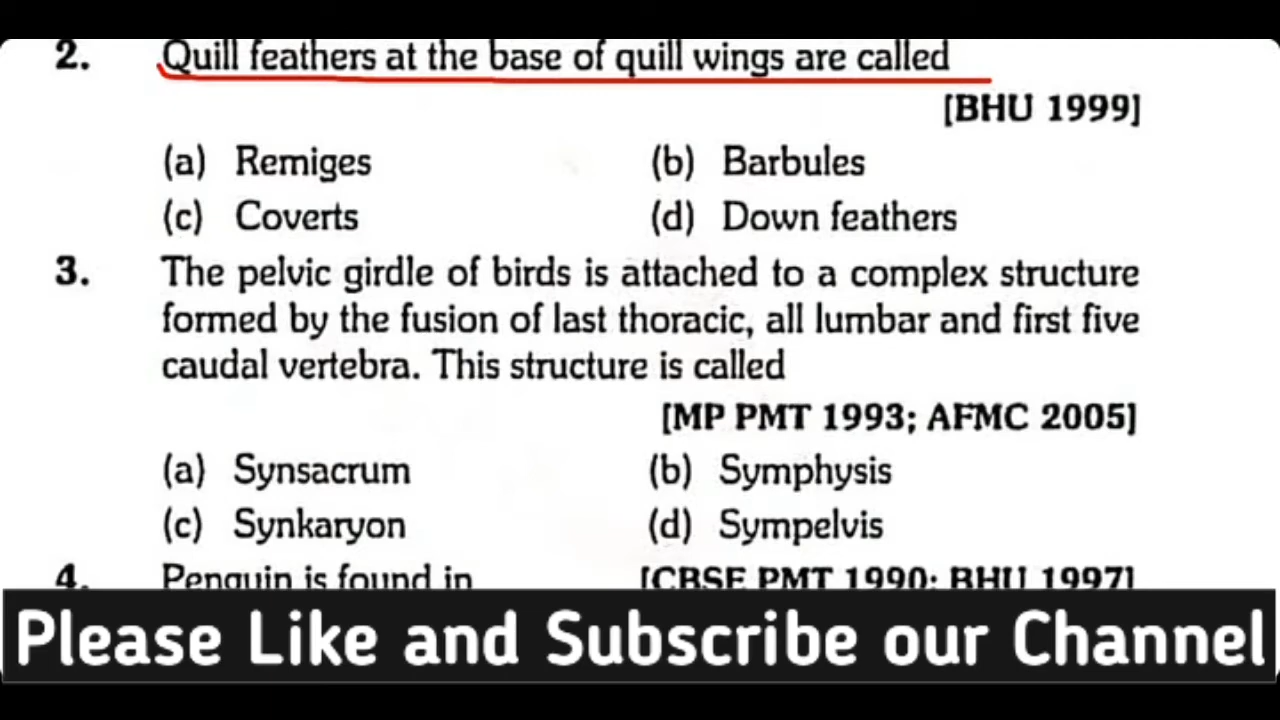 2. Quill feathers at the base of quill wings are called
[BHU 1999]
(a) Remiges (b) Barbules
(c) Coverts (d) Down feathers
3. The pelvic girdle of birds is attached to a complex structure
formed by the fusion of last thoracic, all lumbar and first five
caudal vertebra. This structure is called
[MP PMT 1993; AFMC 2005]
(a) Synsacrum (b) Symphysis
(c) Synkaryon (d) Sympelvis
4. Penguin is found in [CBSE PMT 1990; BHU 1997]
Please Like and Subscribe our Channel